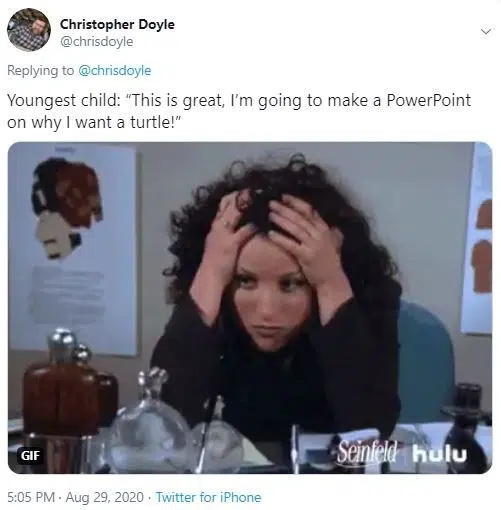 Christopher Doyle
@chrisdoyle
Replying to @chrisdoyle
Youngest child: “This is great, I’m going to make a PowerPoint
on why I want a turtle!”
GIF
Seinfeld hulu
5:05 PM · Aug 29, 2020 · Twitter for iPhone